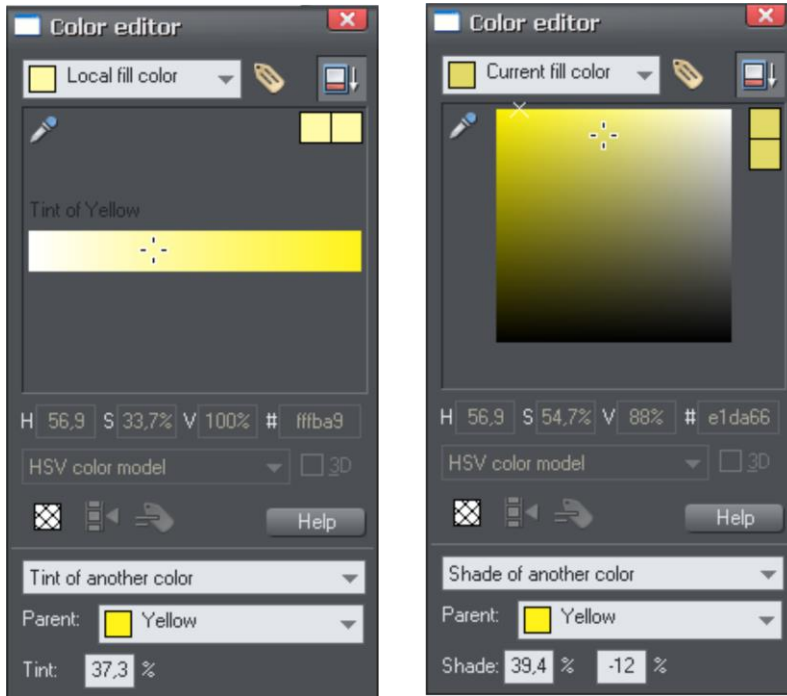 Color editor
Local fill color
Tint of Yellow
H 56,9 S 33,7% V 100% # fffba9
HSV color model 3D
Help
Tint of another color
Parent: Yellow
Tint: 37,3 %
Color editor
Current fill color
H 56,9 S 54,7% V 88% # e1da66
HSV color model 3D
Help
Shade of another color
Parent: Yellow
Shade: 39,4 % -12 %